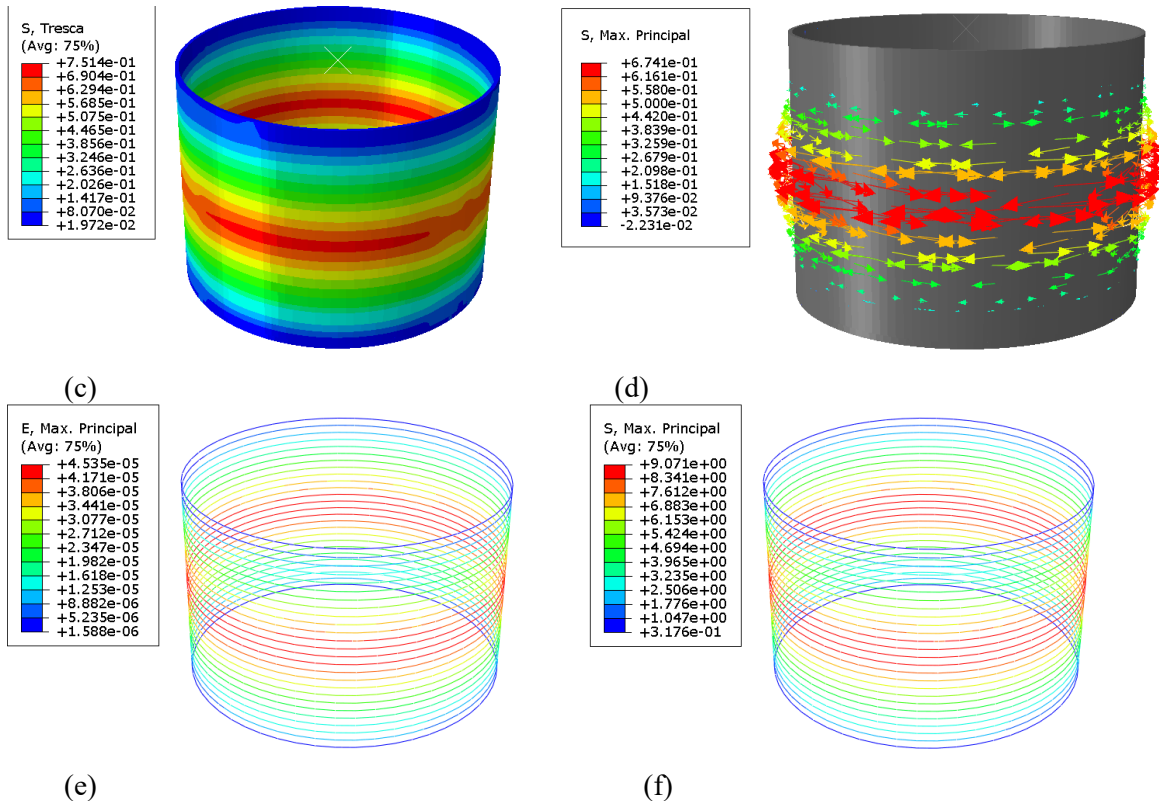 S, Tresca
(Avg: 75%)
+7.514e-01
+6.904e-01
+6.294e-01
+5.685e-01
+5.075e-01
+4.465e-01
+3.856e-01
+3.246e-01
+2.636e-01
+2.026e-01
+1.417e-01
+8.070e-02
+1.972e-02
S, Max. Principal
+6.741e-01
+6.161e-01
+5.580e-01
+5.000e-01
+4.420e-01
+3.839e-01
+3.259e-01
+2.679e-01
+2.098e-01
+1.518e-01
+9.376e-02
+3.573e-02
-2.231e-02
(c)
(d)
E, Max. Principal
(Avg: 75%)
+4.535e-05
+4.171e-05
+3.806e-05
+3.441e-05
+3.077e-05
+2.712e-05
+2.347e-05
+1.982e-05
+1.618e-05
+1.253e-05
+8.882e-06
+5.235e-06
+1.588e-06
S, Max. Principal
(Avg: 75%)
+9.071e+00
+8.341e+00
+7.612e+00
+6.883e+00
+6.153e+00
+5.424e+00
+4.694e+00
+3.965e+00
+3.235e+00
+2.506e+00
+1.776e+00
+1.047e+00
+3.176e-01
(e)
(f)